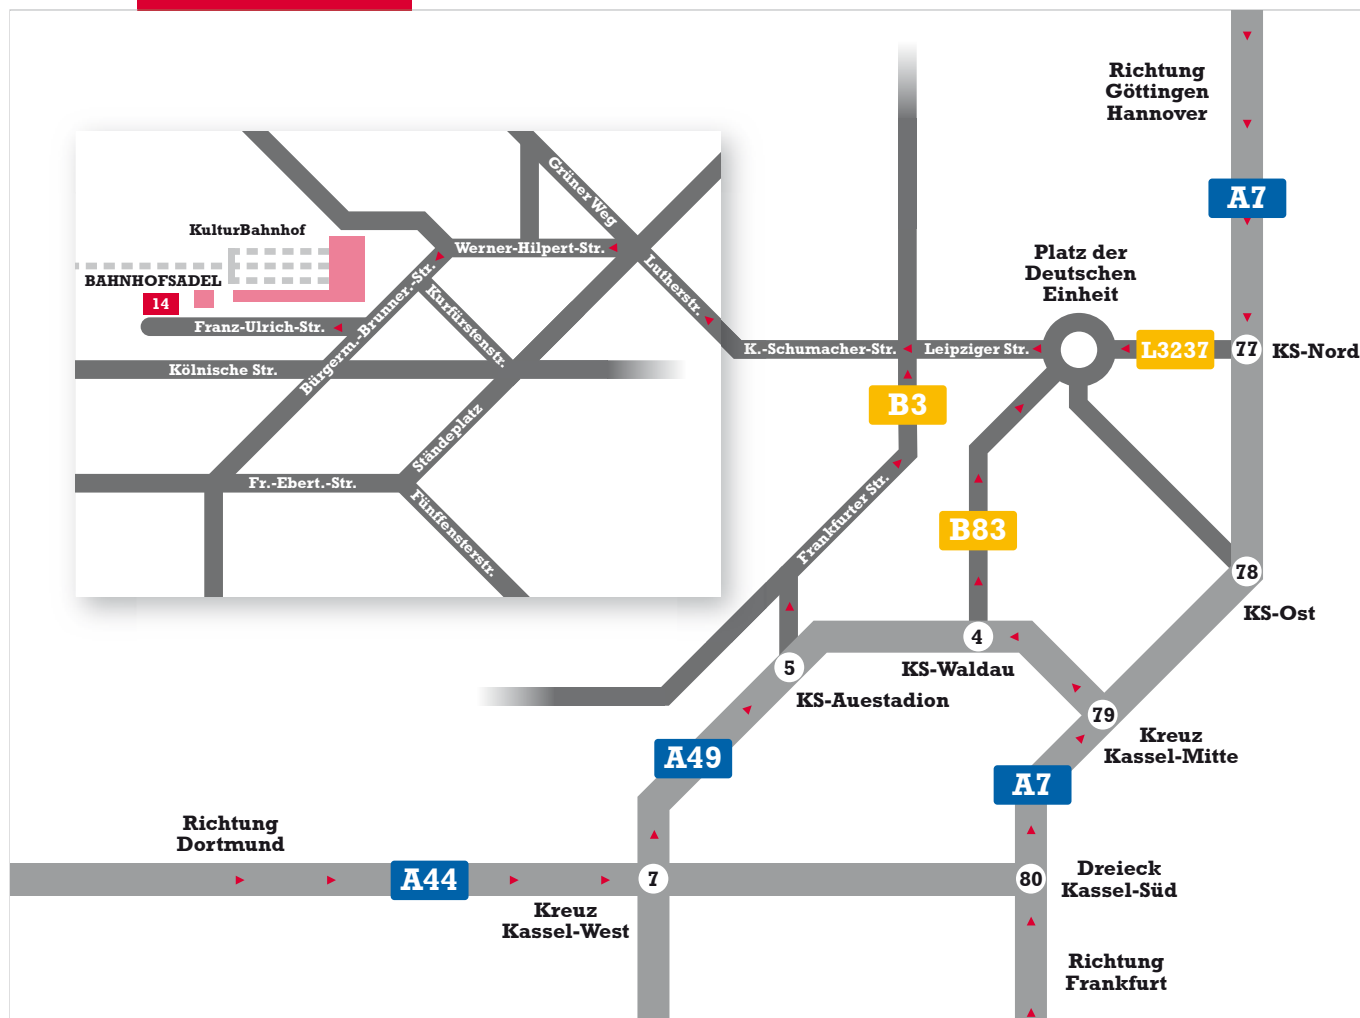 Richtung
Göttingen
Hannover
A7
Platz der
Deutschen
Einheit
Grüner Weg
KulturBahnhof
Werner-Hilpert-Str.
BAHNHOFSADEL
14
Lutherstr.
Kurfürstenstr.
Bürgerm.-Brunner.-Str.
Franz-Ulrich-Str.
K.-Schumacher-Str.
Leipziger Str.
L3237
77
KS-Nord
Kölnische Str.
B3
Ständeplatz
Fr.-Ebert.-Str.
Fünffensterstr.
Frankfurter Str.
B83
78
KS-Ost
4
KS-Waldau
5
KS-Auestadion
79
Kreuz
Kassel-Mitte
A49
A7
Richtung
Dortmund
A44
7
Kreuz
Kassel-West
80
Dreieck
Kassel-Süd
Richtung
Frankfurt